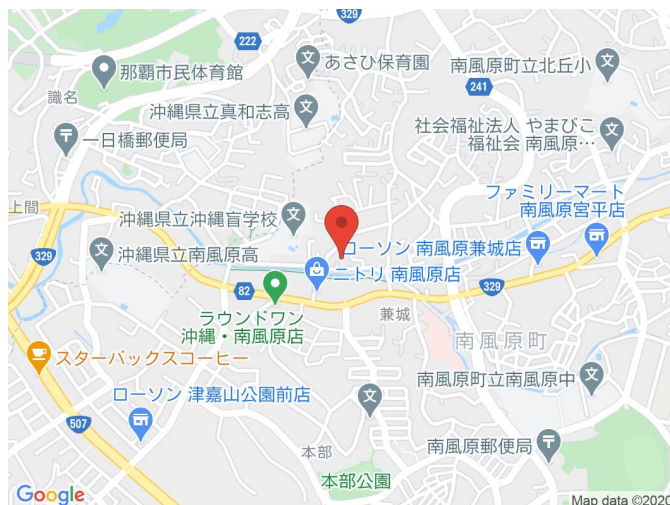 329
222
あさひ保育園
南風原町立北丘小
那覇市民体育館
識名
沖縄県立真和志高
241
社会福祉法人 やまびこ
福祉会 南風原…
一日橋郵便局
ファミリーマート
南風原宮平店
上間
沖縄県立沖縄盲学校
ローソン 南風原兼城店
329
沖縄県立南風原高
ニトリ 南風原店
82
329
ラウンドワン
沖縄・南風原店
兼城
南風原町
スターバックスコーヒー
南風原町立南風原中
ローソン 津嘉山公園前店
507
本部
南風原郵便局
本部公園
Google
Map data ©2020
文
文
文
文
文
文
文
文